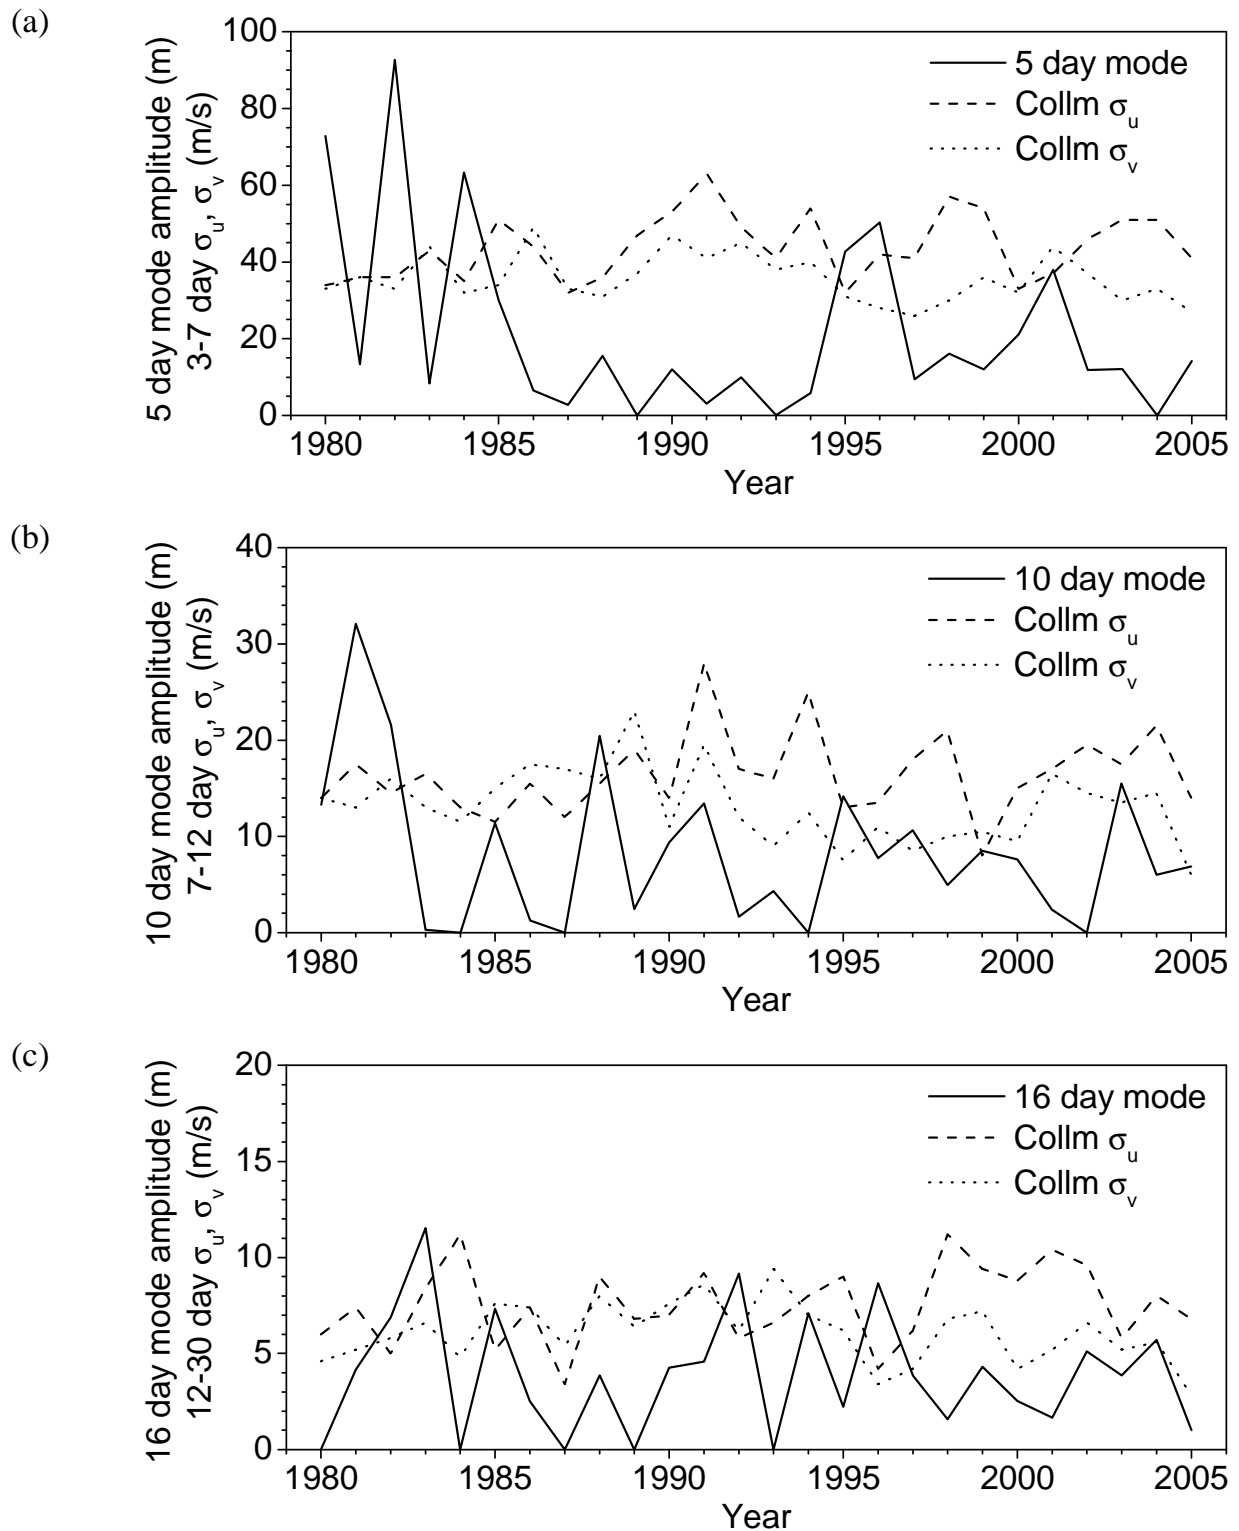 (a)
5 day mode amplitude (m)
3-7 day σu, σv (m/s)
100
80
60
40
20
0
5 day mode
Collm σu
Collm σv
1980 1985 1990 1995 2000 2005
Year
(b)
10 day mode amplitude (m)
7-12 day σu, σv (m/s)
40
30
20
10
0
10 day mode
Collm σu
Collm σv
1980 1985 1990 1995 2000 2005
Year
(c)
16 day mode amplitude (m)
12-30 day σu, σv (m/s)
20
15
10
5
0
16 day mode
Collm σu
Collm σv
1980 1985 1990 1995 2000 2005
Year